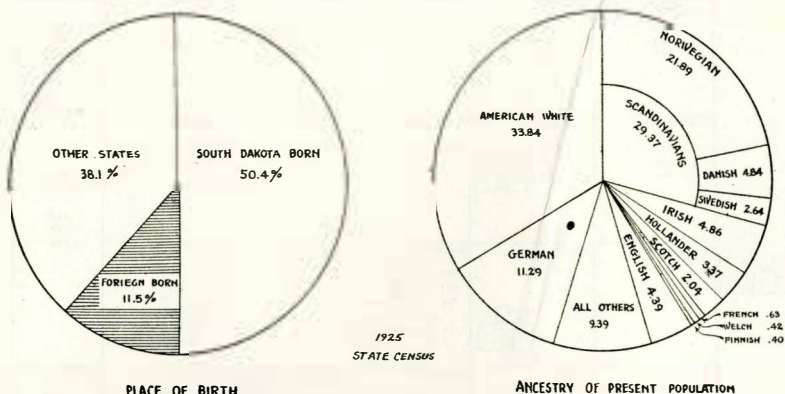 OTHER STATES
38.1 %
SOUTH DAKOTA BORN
50.4%
FORIEGN BORN
11.5%
PLACE OF BIRTH
1925
STATE CENSUS
NORWEGIAN
21.89
AMERICAN WHITE
33.84
SCANDINAVIANS
29.37
DANISH 4.84
SWEDISH 2.64
IRISH 4.86
HOLLANDER 3.37
SCOTCH 2.04
FRENCH .63
WELCH .42
FINNISH .40
ENGLISH 4.39
ALL OTHERS
9.39
GERMAN
11.29
ANCESTRY OF PRESENT POPULATION